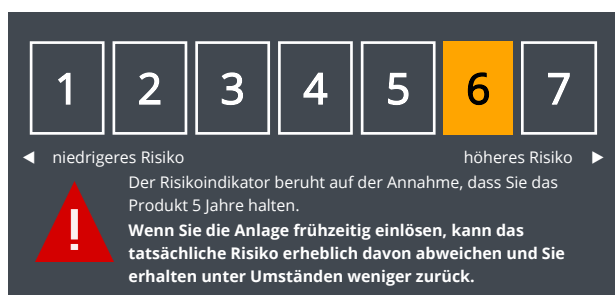 1 2 3 4 5 6 7
niedrigeres Risiko höheres Risiko
Der Risikoindikator beruht auf der Annahme, dass Sie das
Produkt 5 Jahre halten.
Wenn Sie die Anlage frühzeitig einlösen, kann das
tatsächliche Risiko erheblich davon abweichen und Sie
erhalten unter Umständen weniger zurück.
!